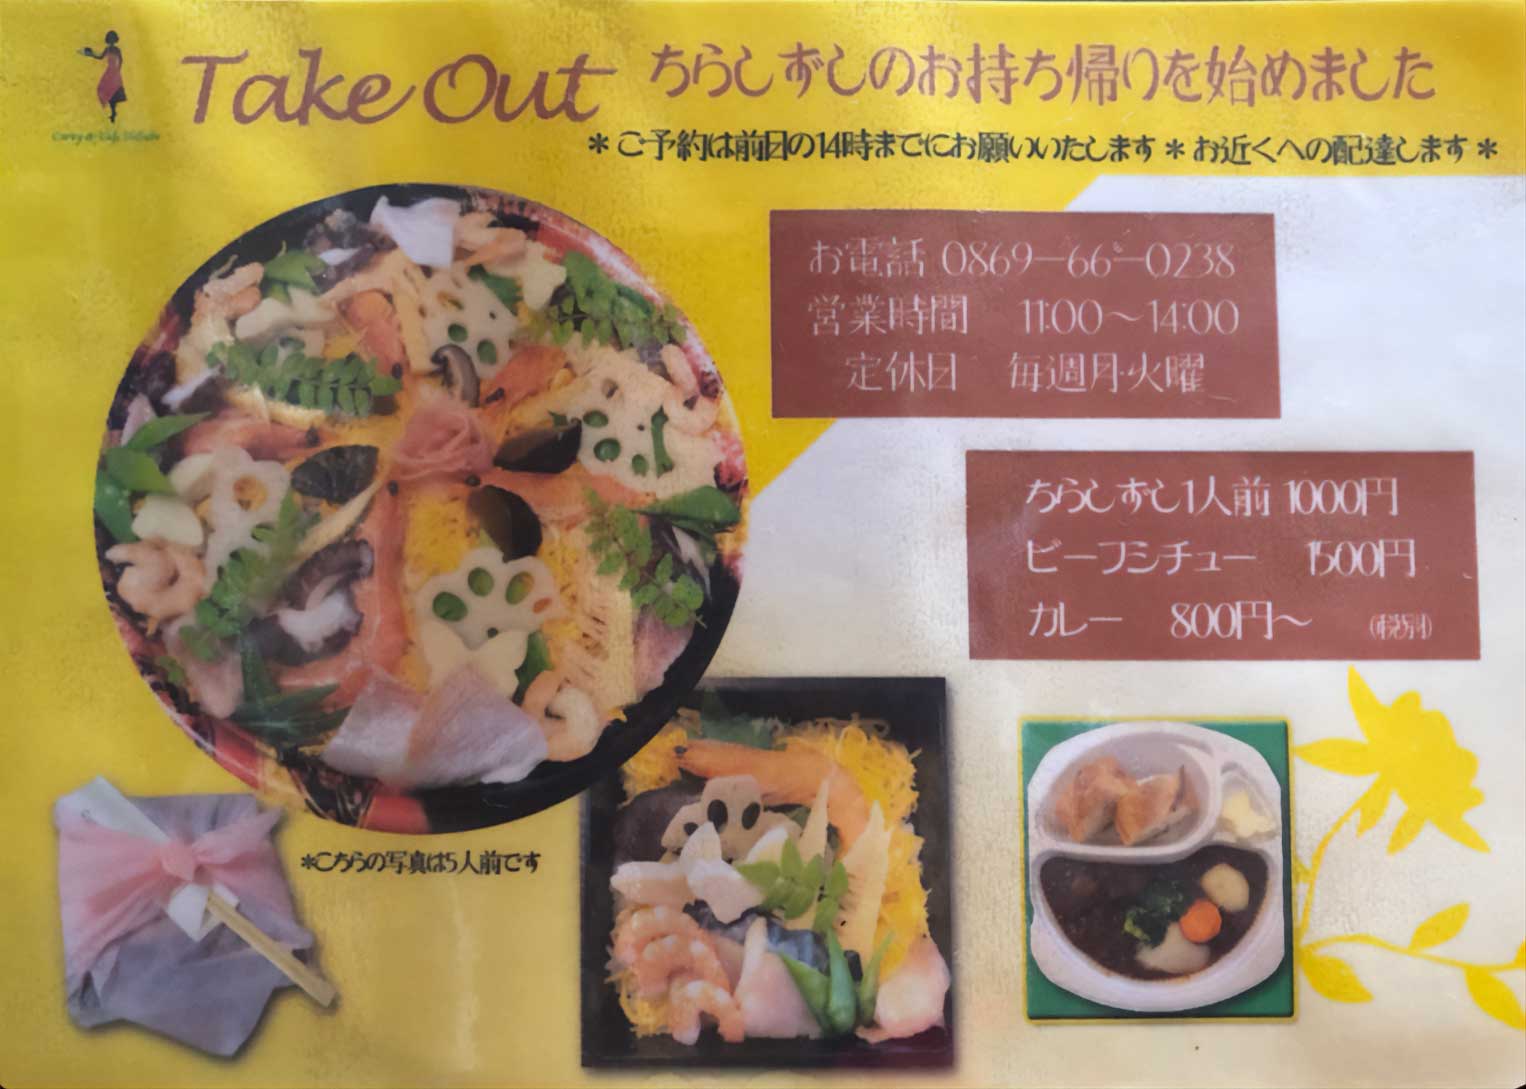 Take Out ちらしずしのお持ち帰りを始めました
＊ご予約は前日の14時までにお願いいたします＊お近くへの配達します＊
お電話 0869-66-0238
営業時間 11:00～14:00
定休日 毎週月・火曜
ちらしずし1人前 1000円
ビーフシチュー 1500円
カレー 800円～ (税別)
＊こちらの写真は5人前です